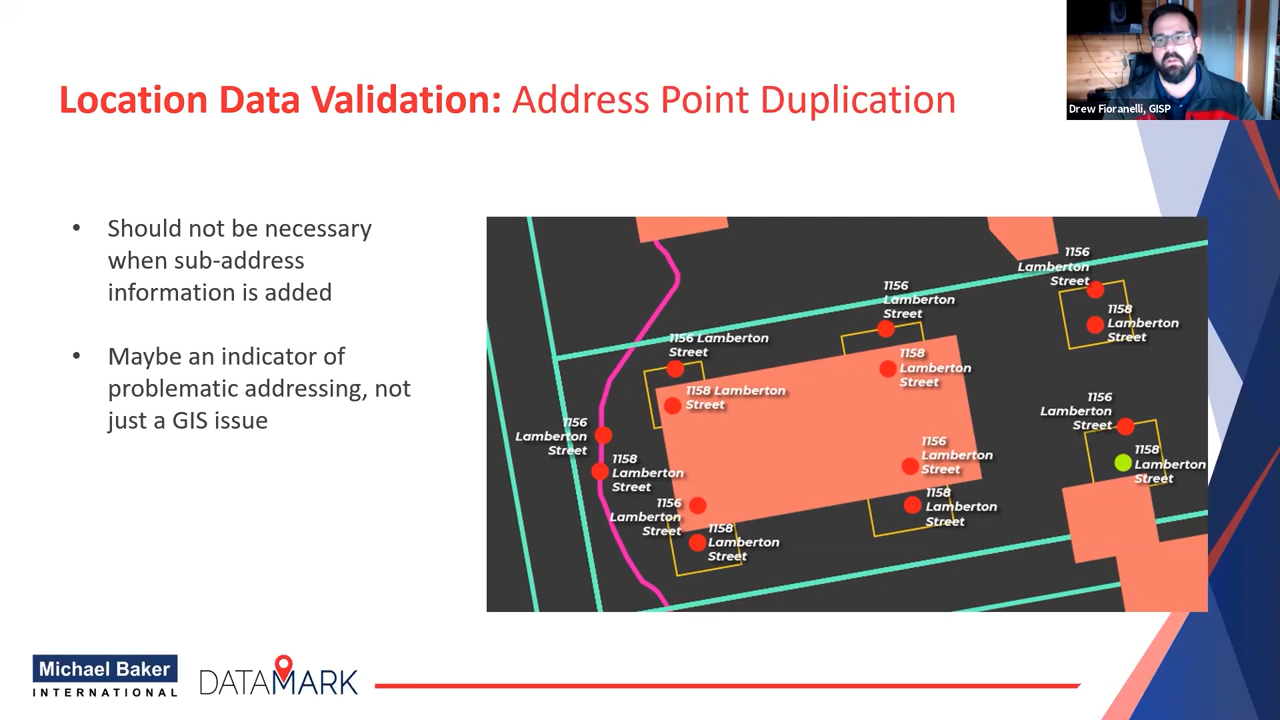 Drew Fioranelli, GISP
Location Data Validation: Address Point Duplication
• Should not be necessary
when sub-address
information is added
• Maybe an indicator of
problematic addressing, not
just a GIS issue
1156
Lamberton
Street
1158
Lamberton
Street
1156
Lamberton
Street
1158
Lamberton
Street
1156 Lamberton
Street
1158 Lamberton
Street
1156
Lamberton
Street
1158
Lamberton
Street
1156
Lamberton
Street
1158
Lamberton
Street
1156
Lamberton
Street
1158
Lamberton
Street
1156
Lamberton
Street
1158
Lamberton
Street
Michael Baker
INTERNATIONAL
DATAMARK